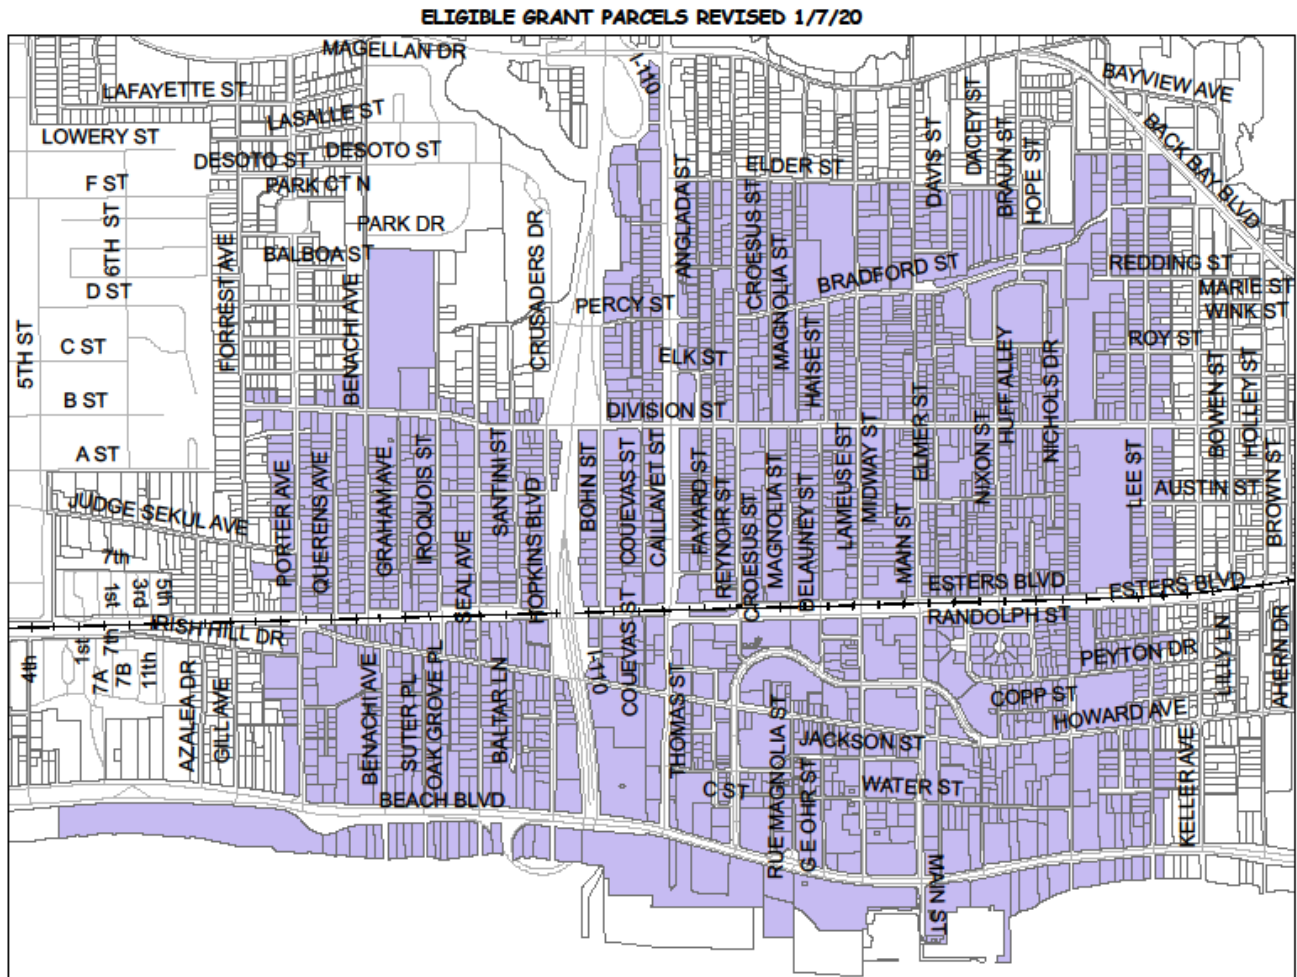 ELIGIBLE GRANT PARCELS REVISED 1/7/20
MAGELLAN DR
I-110
BAYVIEW AVE
LAFAYETTE ST
LASALLE ST
DACEY ST
BACK BAY BLVD
LOWERY ST
DESOTO ST
DESOTO ST
DAVIS ST
BRAUN ST
HOPE ST
ELDER ST
F ST
PARK CT N
ANGLADA ST
CROESUS ST
6TH ST
PARK DR
BALBOA ST
FORREST AVE
CRUSADERS DR
MAGNOLIA ST
BRADFORD ST
REDDING ST
D ST
BENACHI AVE
PERCY ST
MARIE ST
WINK ST
5TH ST
C ST
ELK ST
HAISE ST
HUFF ALLEY
NICHOLS DR
ROY ST
B ST
DIVISION ST
ELMER ST
BOWEN ST
HOLLEY ST
A ST
PORTER AVE
QUERENS AVE
GRAHAM AVE
IROQUOIS ST
SEAL AVE
SANTINI ST
HOPKINS BLVD
BOHN ST
COUEVAS ST
CAILLAVET ST
FAYARD ST
REYNOIR ST
CROESUS ST
MAGNOLIA ST
DELAUNEY ST
LAMEUSE ST
MIDWAY ST
MAIN ST
NIXON ST
LEE ST
AUSTIN ST
BROWN ST
JUDGE SEKUL AVE
7th
1st
3rd
5th
ESTERS BLVD
ESTERS BLVD
IRISH HILL DR
RANDOLPH ST
4th
1st
7th
7A
7B
11th
AZALEA DR
GILL AVE
BENACHI AVE
SUTER PL
OAK GROVE PL
BALTAR LN
I-110
COUEVAS ST
THOMAS ST
PEYTON DR
COPP ST
HOWARD AVE
LILLY LN
AHERN DR
RUE MAGNOLIA ST
JACKSON ST
G E OHR ST
C ST
WATER ST
KELLER AVE
BEACH BLVD
MAIN ST